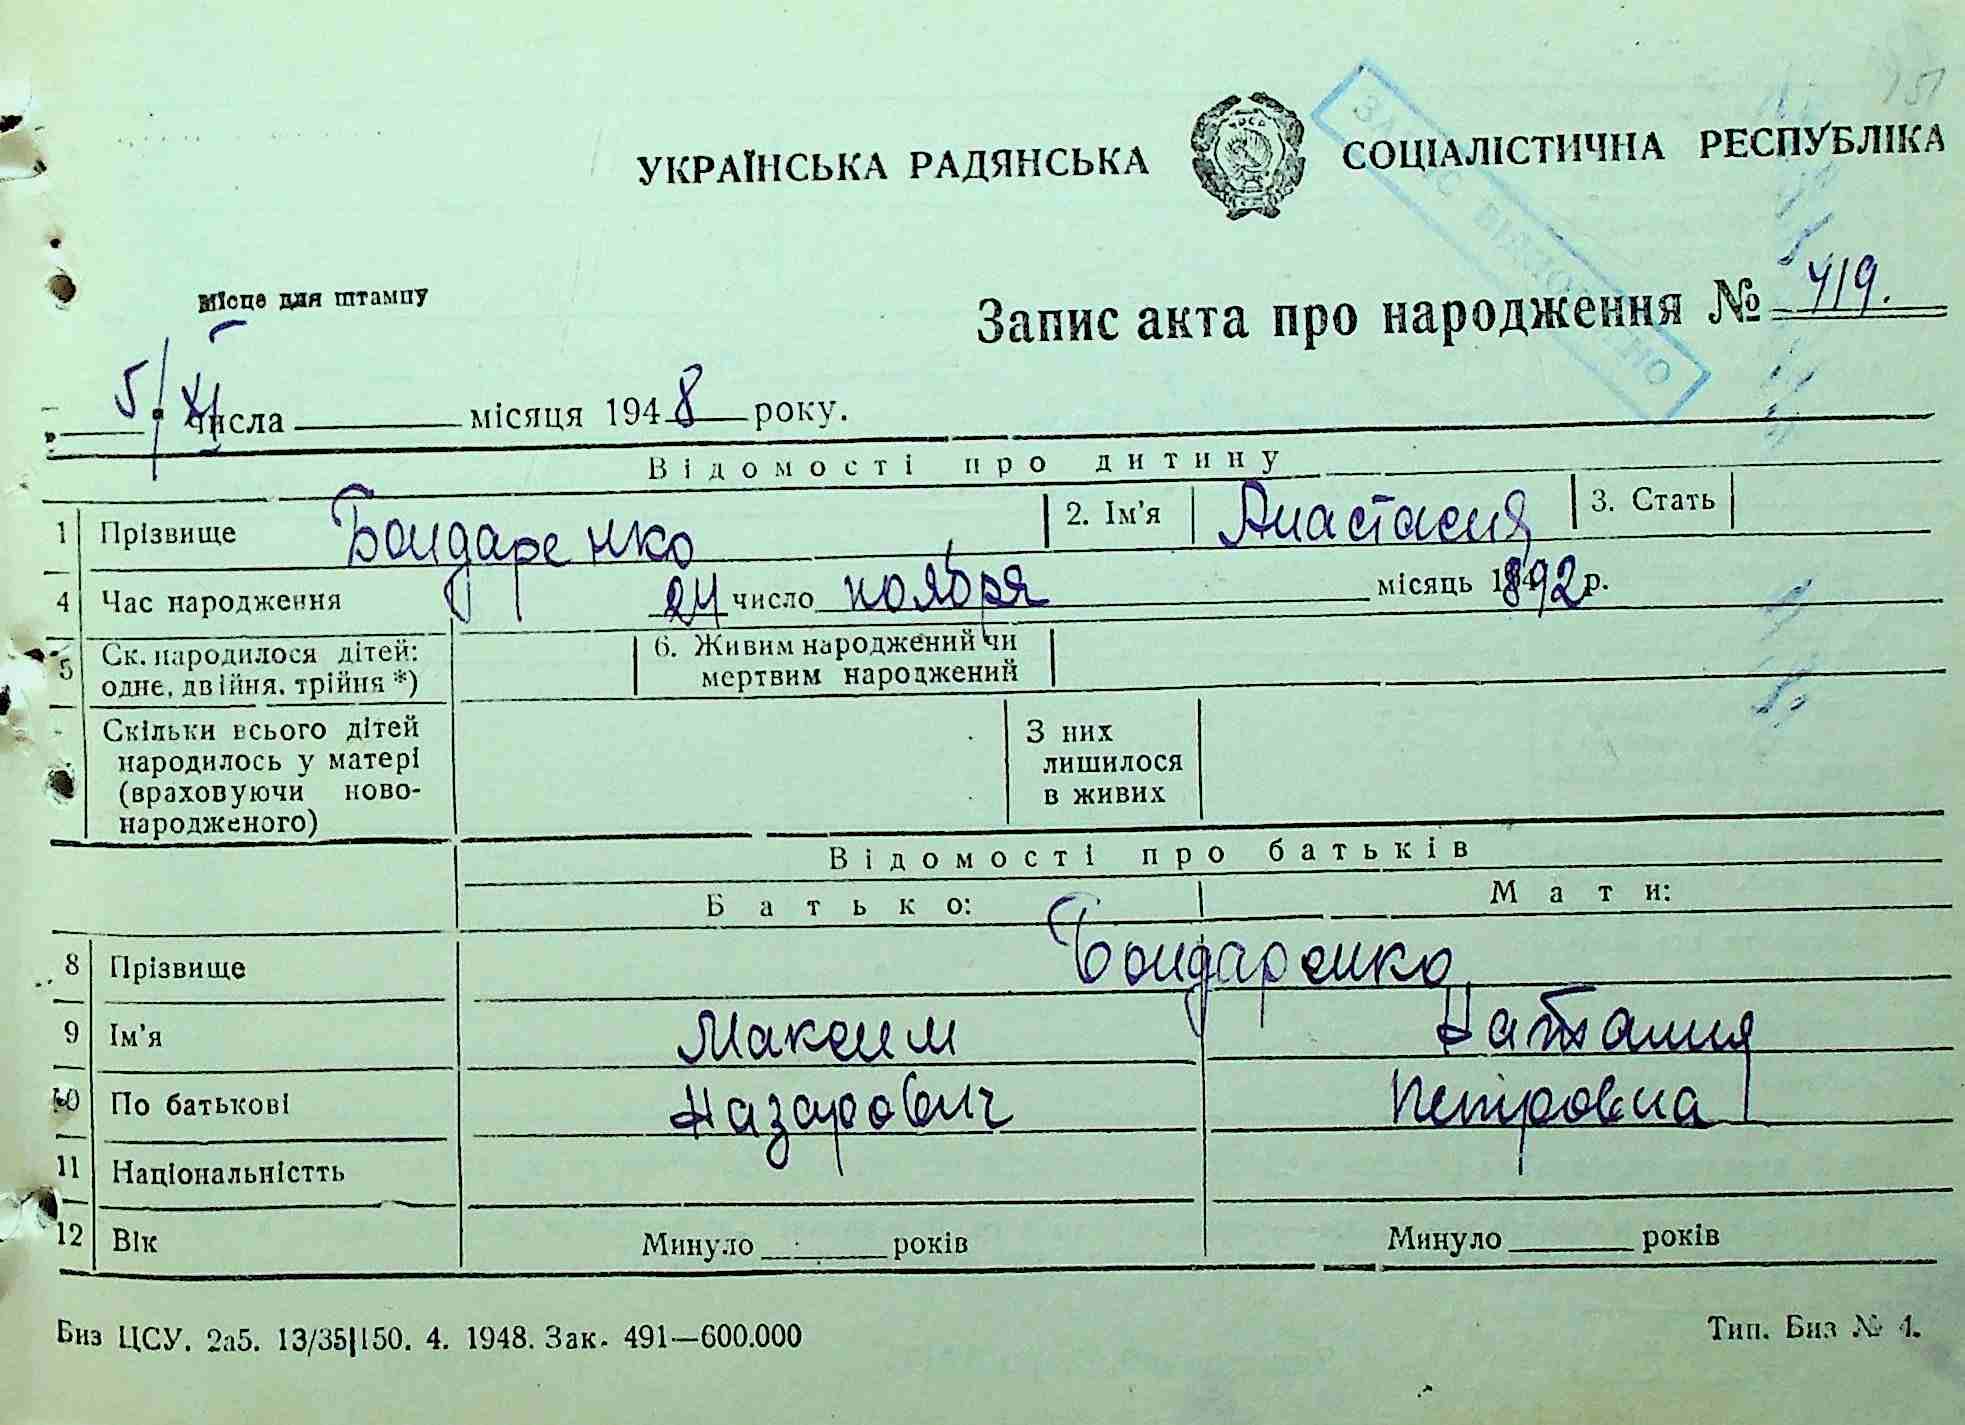 УКРАЇНСЬКА РАДЯНСЬКА СОЦІАЛІСТИЧНА РЕСПУБЛІКА
ЗАПИС ВІДНОВЛЕНО
Місце для штампу
Запис акта про народження № 419.
5/XI числа місяця 1948 року.
Відомості про дитину
1 Прізвище Бондаренко 2. Ім'я Анастасия 3. Стать
4 Час народження 24 число ноября місяць 1892 р.
5 Ск. народилося дітей: одне, двійня, трійня *) 6. Живим народжений чи мертвим народжений
Скільки всього дітей народилось у матері (враховуючи ново-народженого) З них лишилося в живих
Відомості про батьків
Батько: Мати:
8 Прізвище Бондаренко
9 Ім'я Максим Наталия
10 По батькові Назарович Петровна
11 Національністть
12 Вік Минуло років Минуло років
Биз ЦСУ. 2а5. 13/35|150. 4. 1948. Зак. 491—600.000 Тип. Биз № 1.